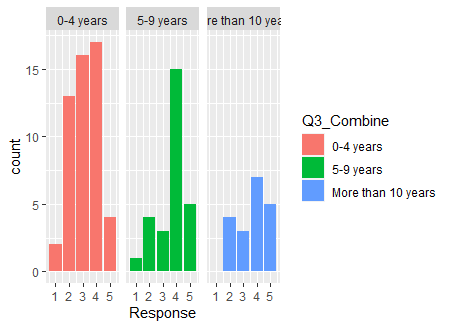 0-4 years
5-9 years
re than 10 yea
15
10
5
0
count
1 2 3 4 5
1 2 3 4 5
1 2 3 4 5
Response
Q3_Combine
0-4 years
5-9 years
More than 10 years